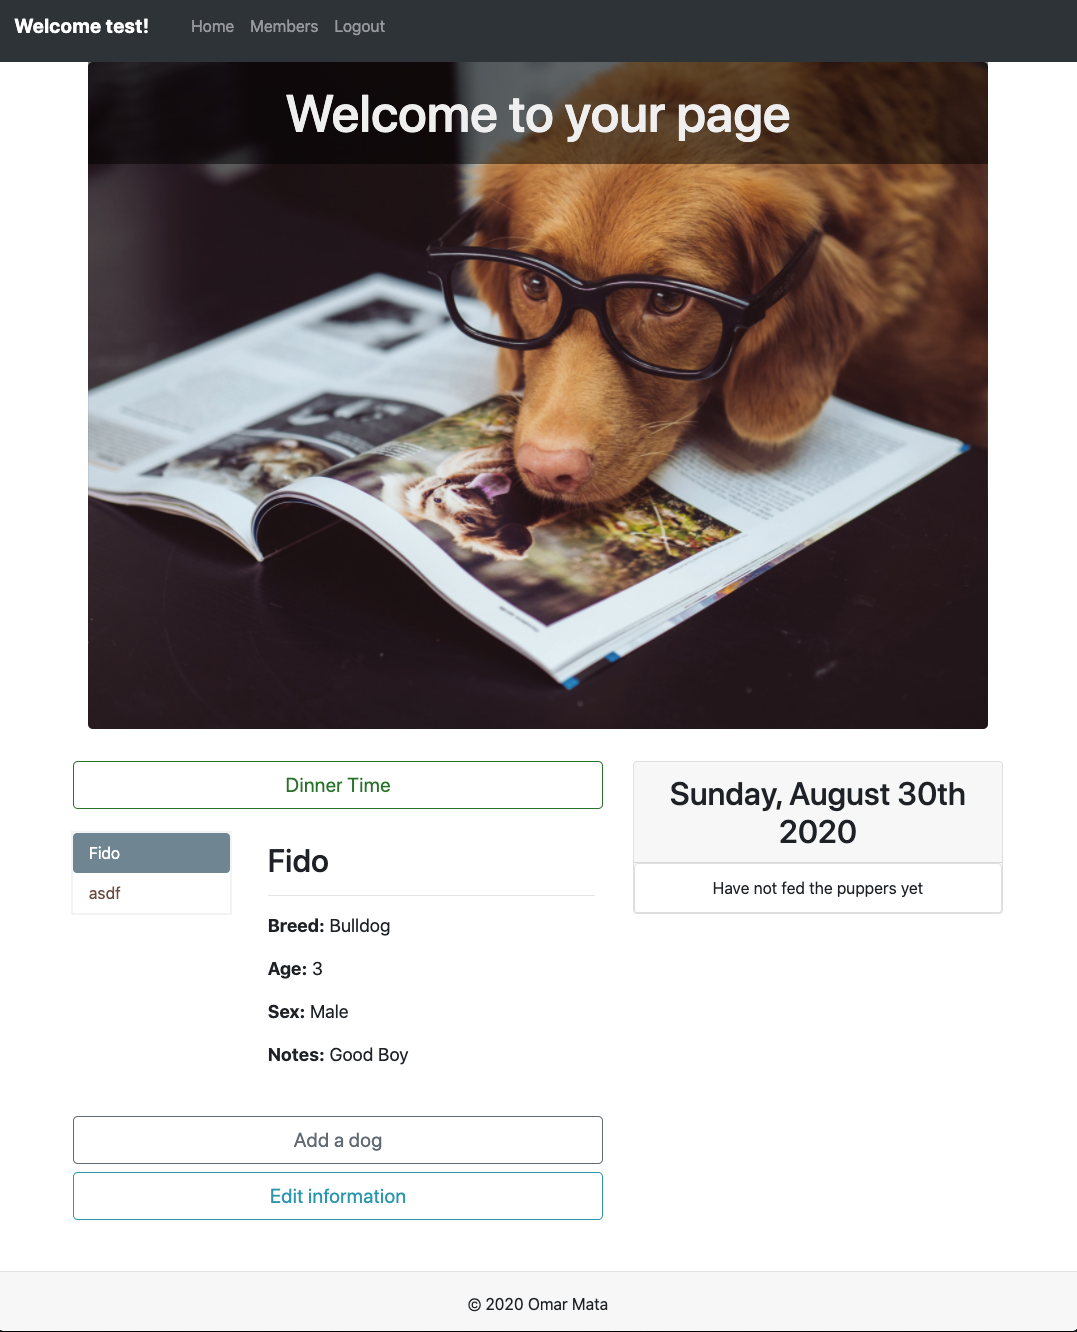 Welcome test! Home Members Logout
Welcome to your page
Dinner Time
Fido
asdf
Fido
Breed: Bulldog
Age: 3
Sex: Male
Notes: Good Boy
Add a dog
Edit information
Sunday, August 30th
2020
Have not fed the puppers yet
© 2020 Omar Mata